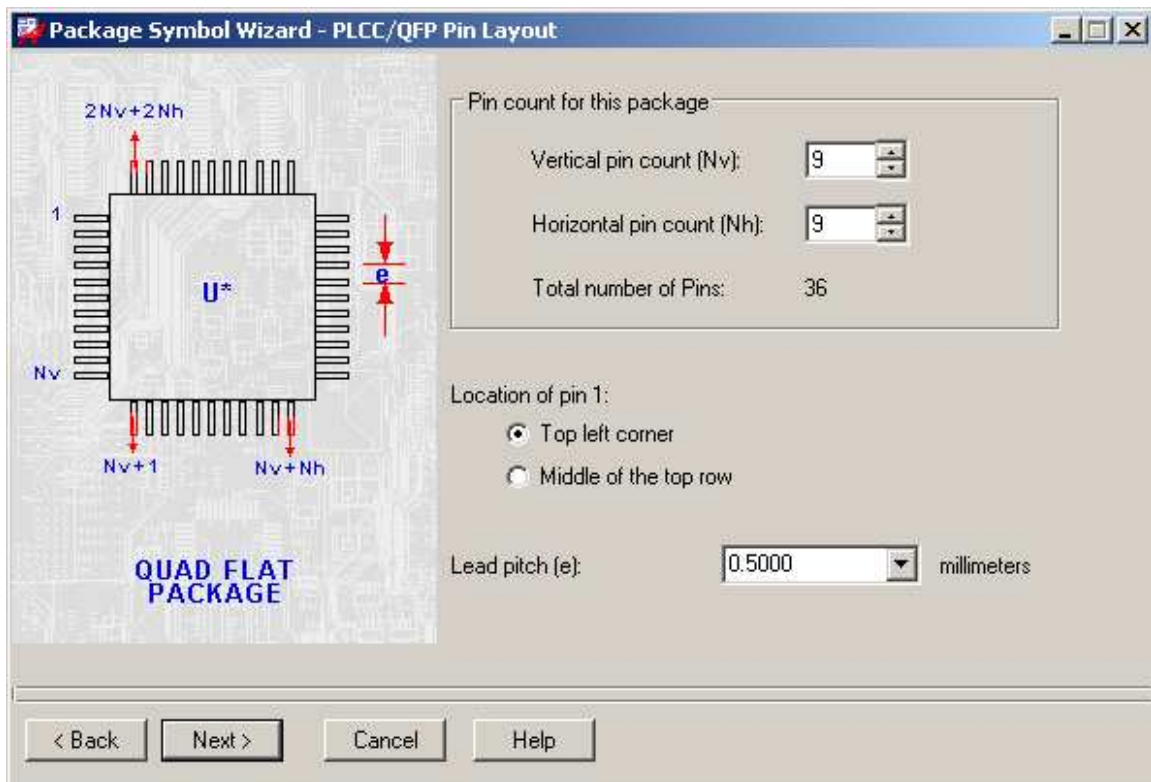 Package Symbol Wizard - PLCC/QFP Pin Layout
2Nv+2Nh
1
U*
e
Nv
Nv+1
Nv+Nh
QUAD FLAT
PACKAGE
Pin count for this package
Vertical pin count (Nv): 9
Horizontal pin count (Nh): 9
Total number of Pins: 36
Location of pin 1:
Top left corner
Middle of the top row
Lead pitch (e): 0.5000 millimeters
< Back
Next >
Cancel
Help